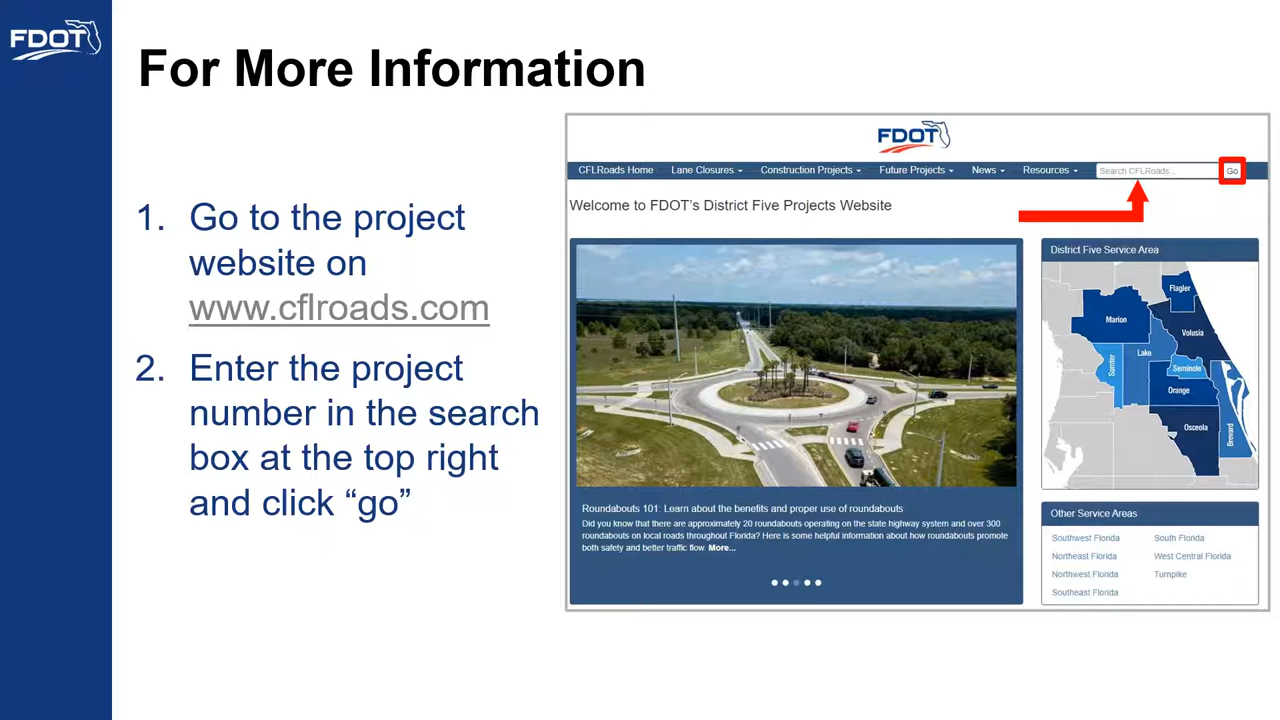 FDOT
For More Information
1. Go to the project
website on
www.cflroads.com
2. Enter the project
number in the search
box at the top right
and click “go”
FDOT
CFLRoads Home Lane Closures Construction Projects Future Projects News Resources Search CFLRoads... Go
Welcome to FDOT's District Five Projects Website
Roundabouts 101: Learn about the benefits and proper use of roundabouts
Did you know that there are approximately 20 roundabouts operating on the state highway system and over 300
roundabouts on local roads throughout Florida? Here is some helpful information about how roundabouts promote
both safety and better traffic flow. More...
District Five Service Area
Flagler
Marion
Volusia
Lake
Sumter
Seminole
Orange
Osceola
Brevard
Other Service Areas
Southwest Florida South Florida
Northeast Florida West Central Florida
Northwest Florida Turnpike
Southeast Florida